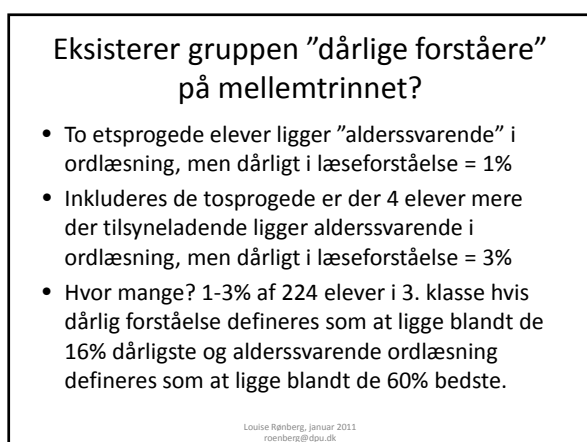 Eksisterer gruppen ”dårlige forståere”
på mellemtrinnet?
• To etsprogede elever ligger ”alderssvarende” i
ordlæsning, men dårligt i læseforståelse = 1%
• Inkluderes de tosprogede er der 4 elever mere
der tilsyneladende ligger alderssvarende i
ordlæsning, men dårligt i læseforståelse = 3%
• Hvor mange? 1-3% af 224 elever i 3. klasse hvis
dårlig forståelse defineres som at ligge blandt de
16% dårligste og alderssvarende ordlæsning
defineres som at ligge blandt de 60% bedste.
Louise Rønberg, januar 2011
roenberg@dpu.dk